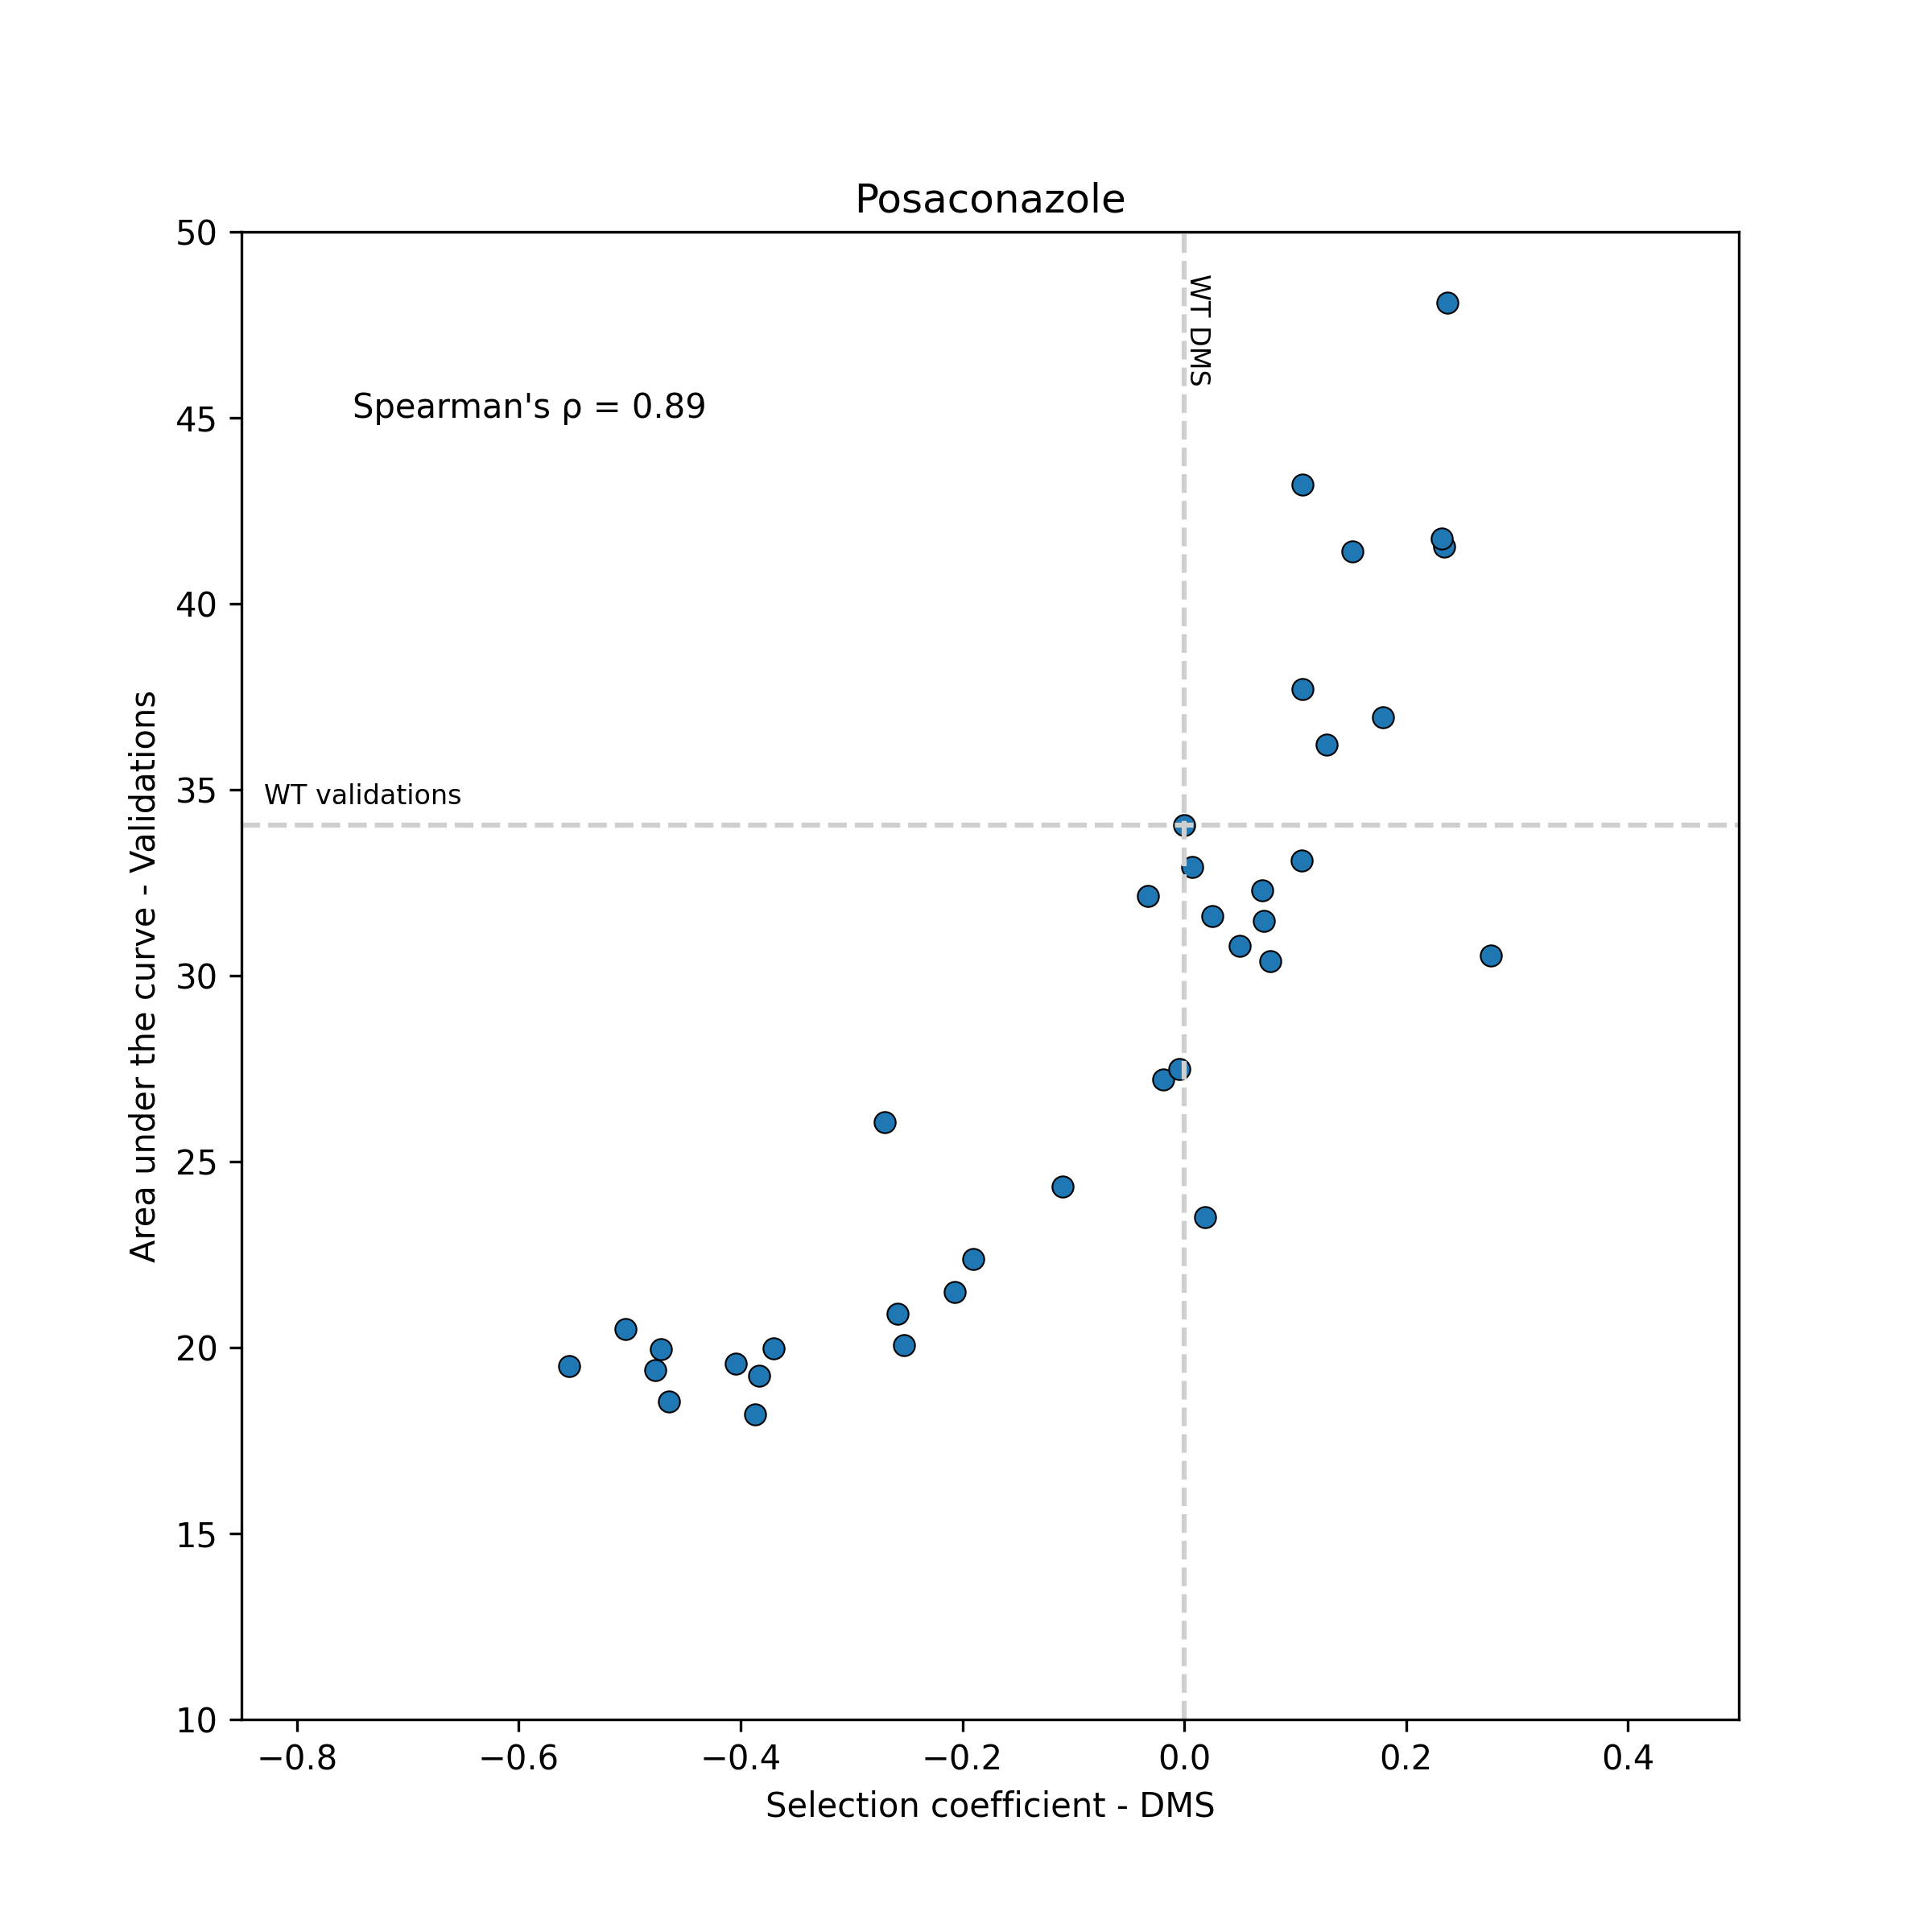 Posaconazole
50
45
40
35
30
25
20
15
10
Area under the curve - Validations
Spearman's ρ = 0.89
WT DMS
WT validations
−0.8
−0.6
−0.4
−0.2
0.0
0.2
0.4
Selection coefficient - DMS